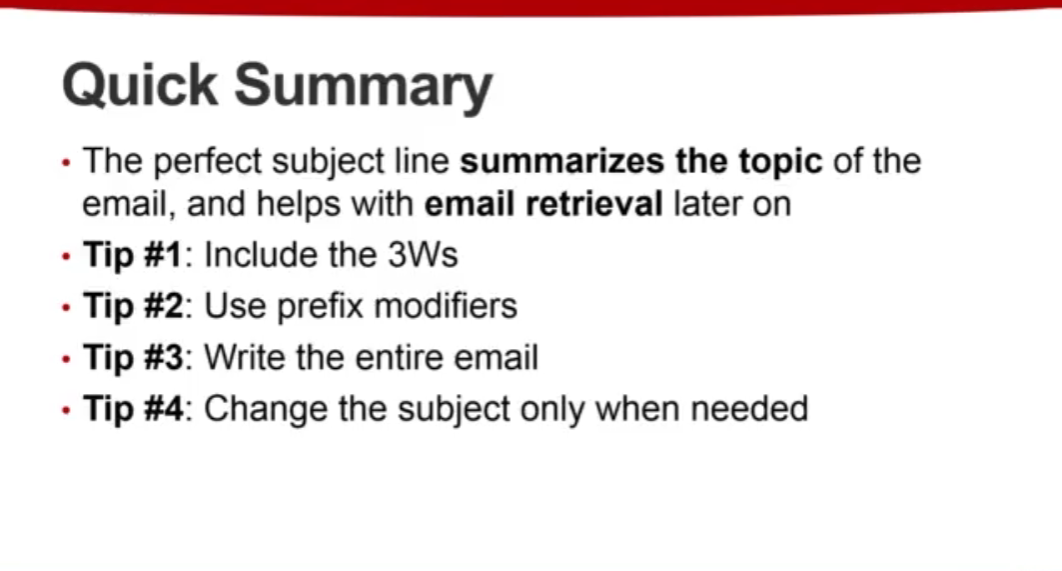 Quick Summary
• The perfect subject line summarizes the topic of the
email, and helps with email retrieval later on
• Tip #1: Include the 3Ws
• Tip #2: Use prefix modifiers
• Tip #3: Write the entire email
• Tip #4: Change the subject only when needed